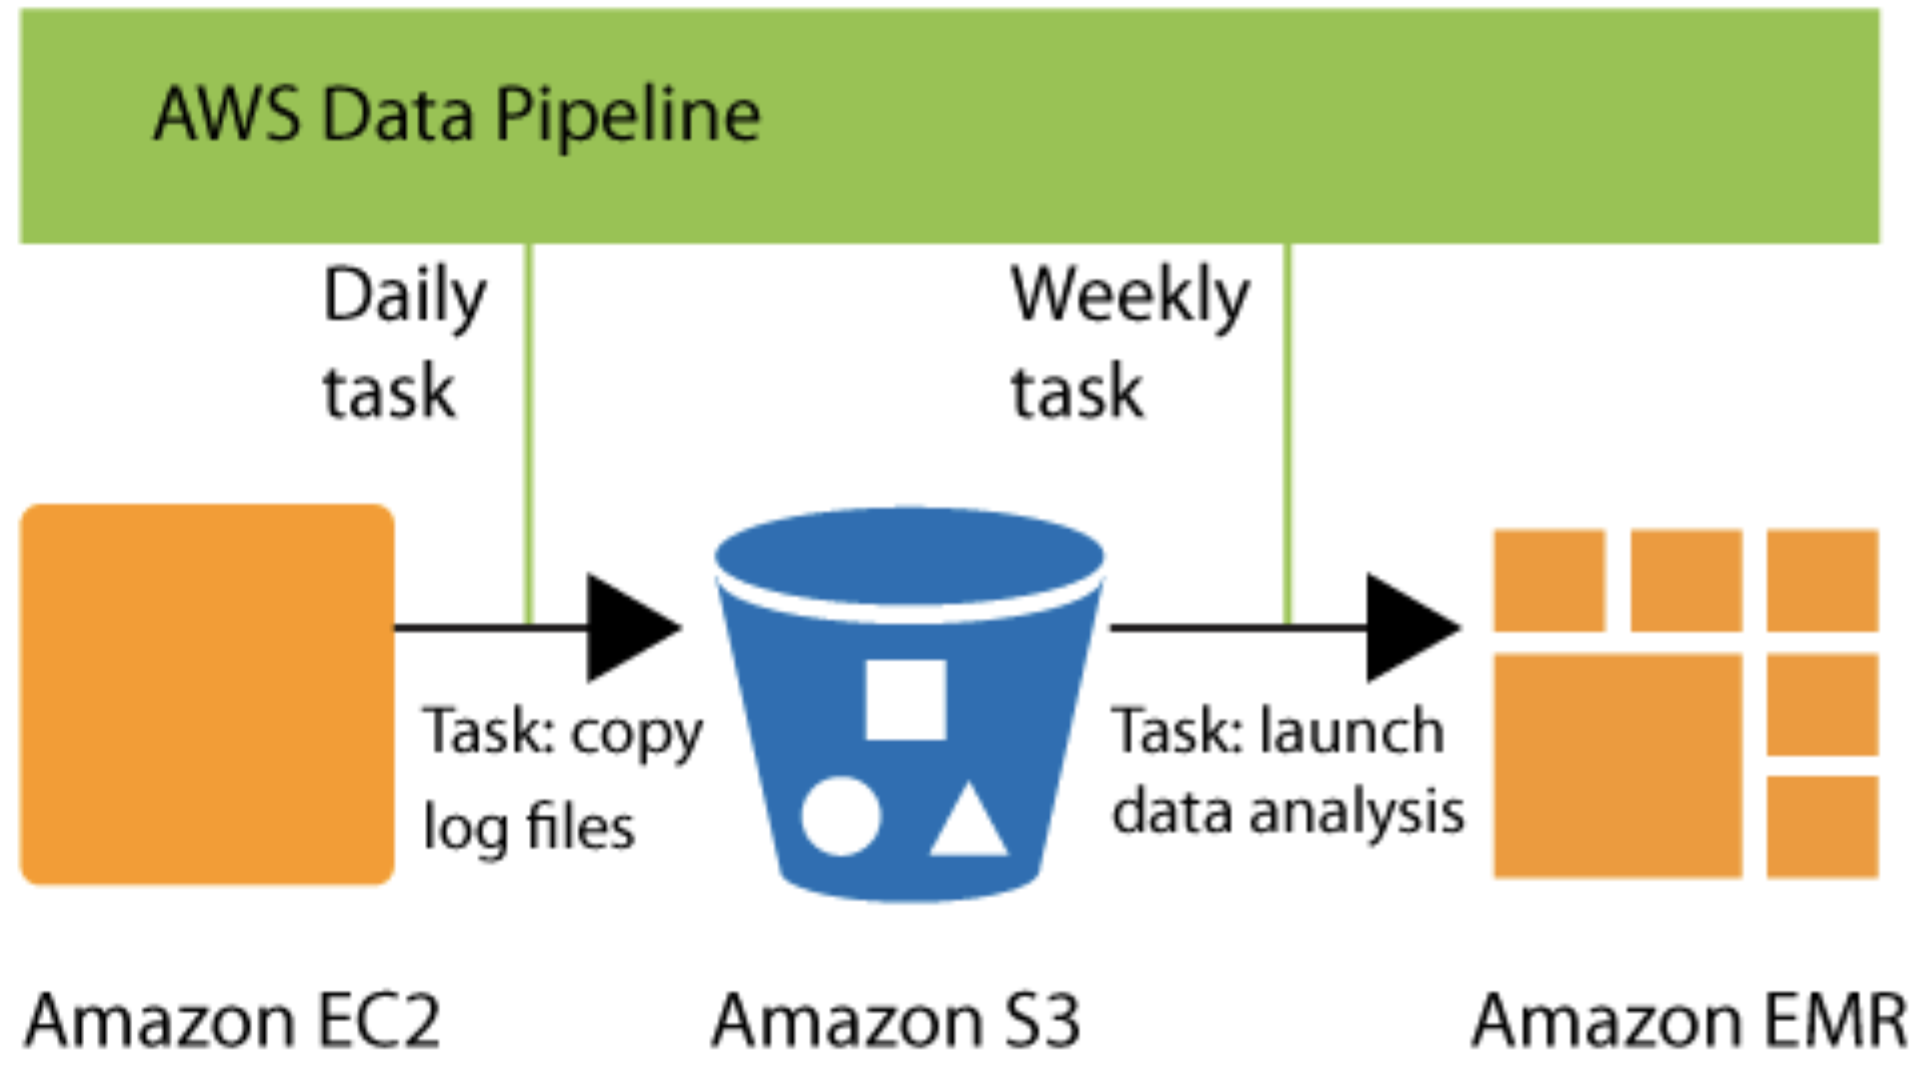 AWS Data Pipeline
Daily
task
Weekly
task
Task: copy
log files
Task: launch
data analysis
Amazon EC2
Amazon S3
Amazon EMR